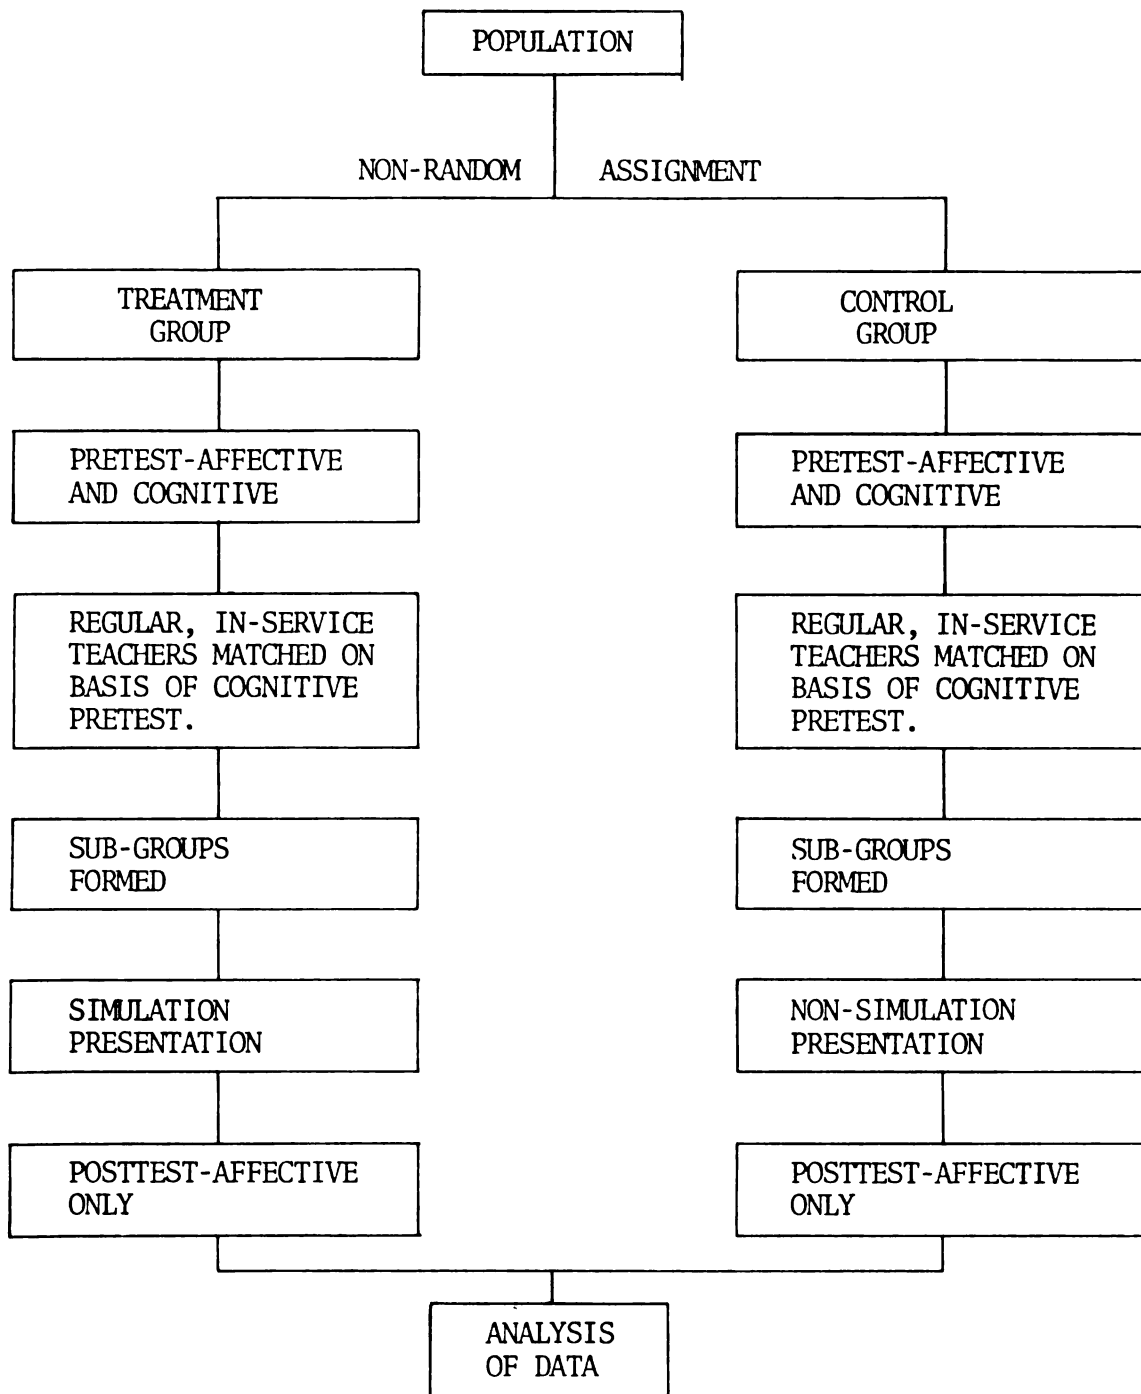 POPULATION
NON-RANDOM ASSIGNMENT
TREATMENT
GROUP
PRETEST-AFFECTIVE
AND COGNITIVE
REGULAR, IN-SERVICE
TEACHERS MATCHED ON
BASIS OF COGNITIVE
PRETEST.
SUB-GROUPS
FORMED
SIMULATION
PRESENTATION
POSTTEST-AFFECTIVE
ONLY
CONTROL
GROUP
PRETEST-AFFECTIVE
AND COGNITIVE
REGULAR, IN-SERVICE
TEACHERS MATCHED ON
BASIS OF COGNITIVE
PRETEST.
SUB-GROUPS
FORMED
NON-SIMULATION
PRESENTATION
POSTTEST-AFFECTIVE
ONLY
ANALYSIS
OF DATA